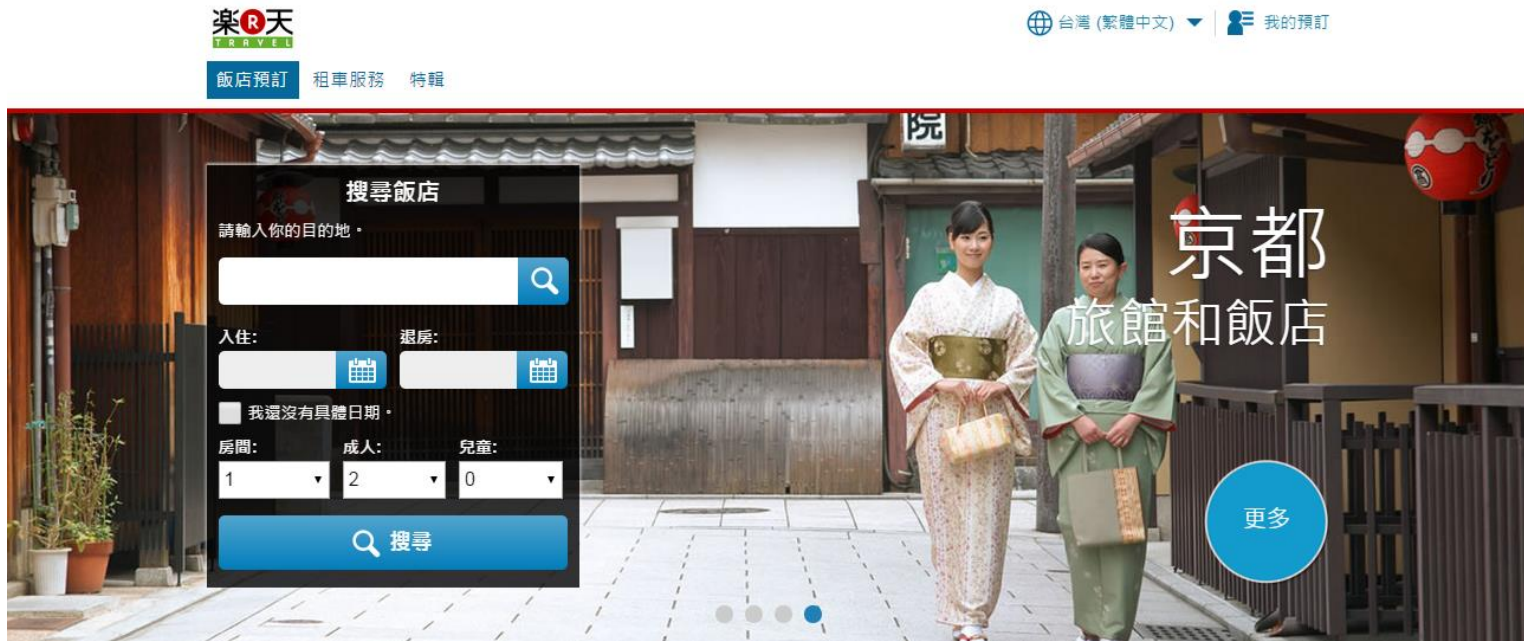 楽R天
TRAVEL
台灣 (繁體中文)
我的預訂
飯店預訂 租車服務 特輯
院
搜尋飯店
請輸入你的目的地。
入住: 退房:
我還沒有具體日期。
房間: 成人: 兒童:
1 2 0
搜尋
京都
旅館和飯店
更多